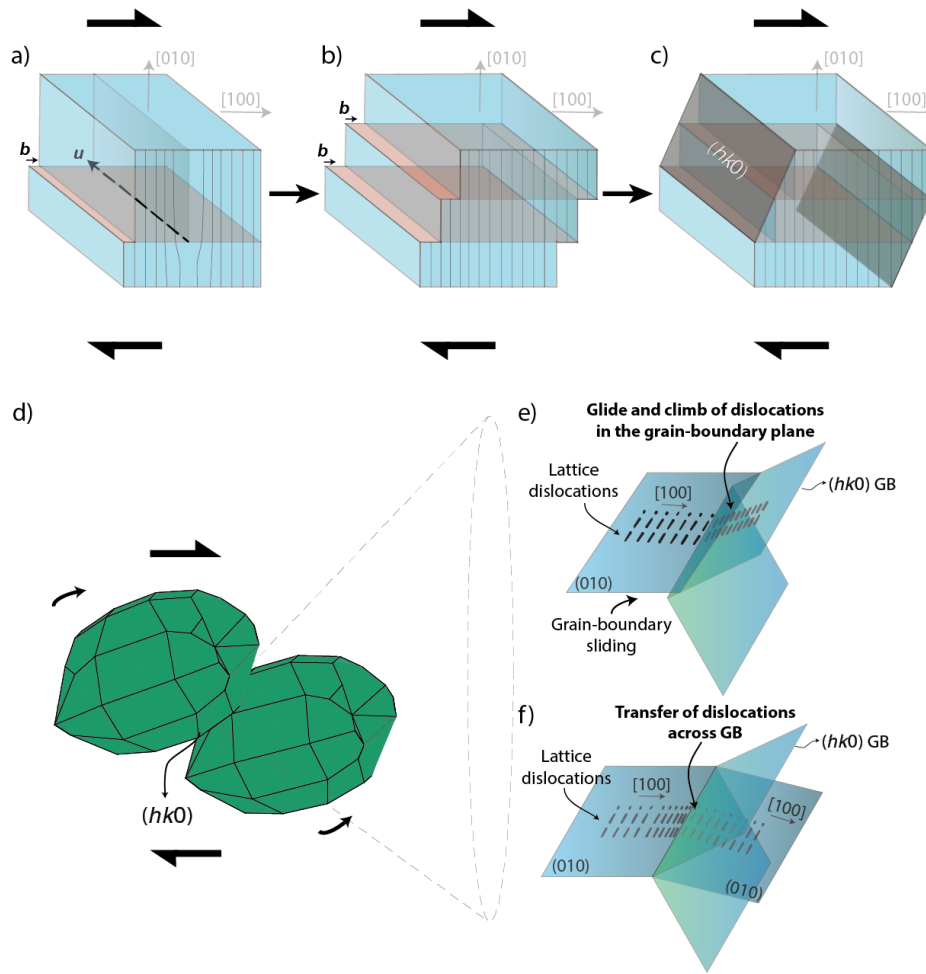 a)
[010]
[100]
b
u
b)
[010]
[100]
b
b
c)
[010]
[100]
(hk0)
d)
(hk0)
e)
Glide and climb of dislocations
in the grain-boundary plane
Lattice
dislocations
[100]
(hk0) GB
(010)
Grain-boundary
sliding
f)
Transfer of dislocations
across GB
(hk0) GB
Lattice
dislocations
[100]
[100]
(010)
(010)